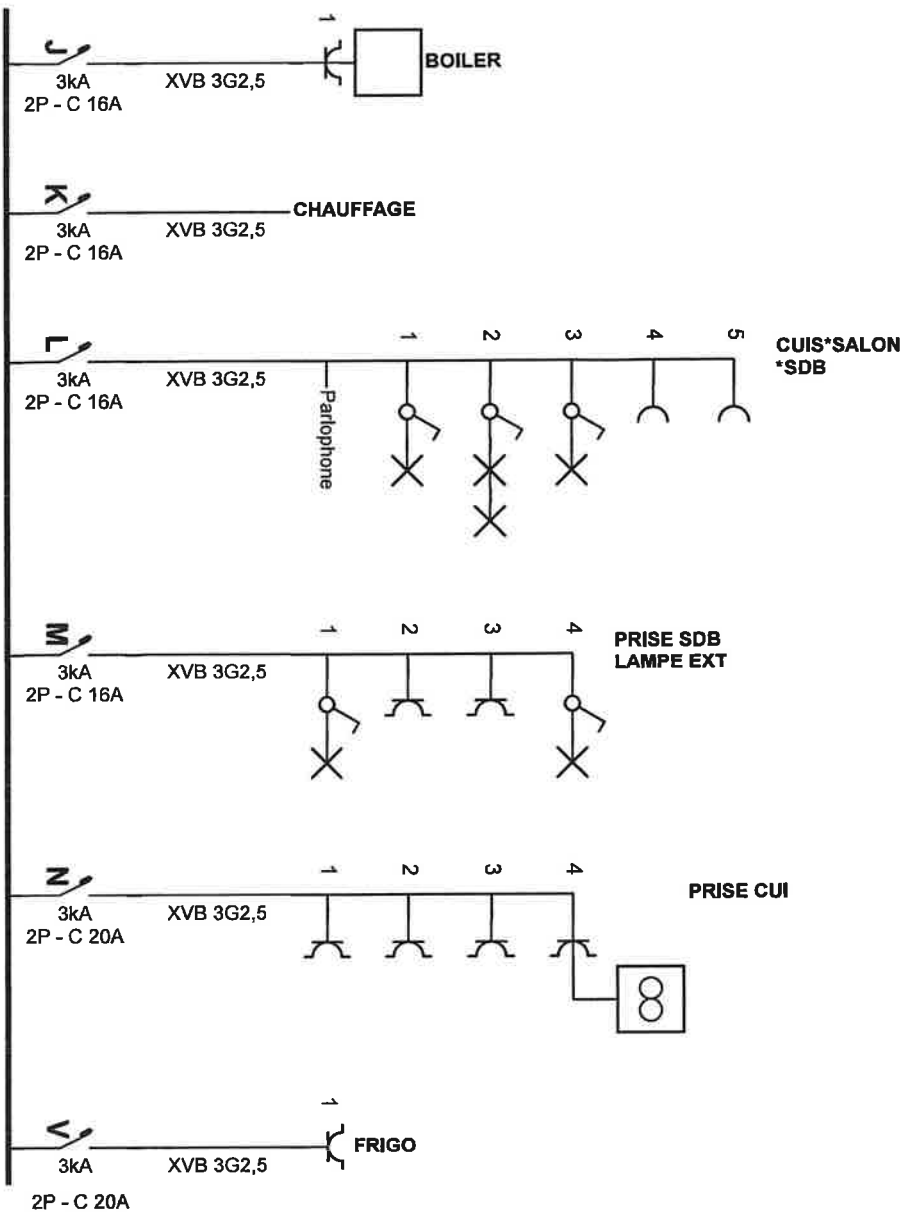 1
J
BOILER
3kA
XVB 3G2,5
2P - C 16A
K
CHAUFFAGE
3kA
XVB 3G2,5
2P - C 16A
1
2
3
4
5
CUIS*SALON
*SDB
L
3kA
XVB 3G2,5
2P - C 16A
Parlophone
1
2
3
4
PRISE SDB
LAMPE EXT
M
3kA
XVB 3G2,5
2P - C 16A
1
2
3
4
PRISE CUI
N
3kA
XVB 3G2,5
2P - C 20A
1
V
FRIGO
3kA
XVB 3G2,5
2P - C 20A